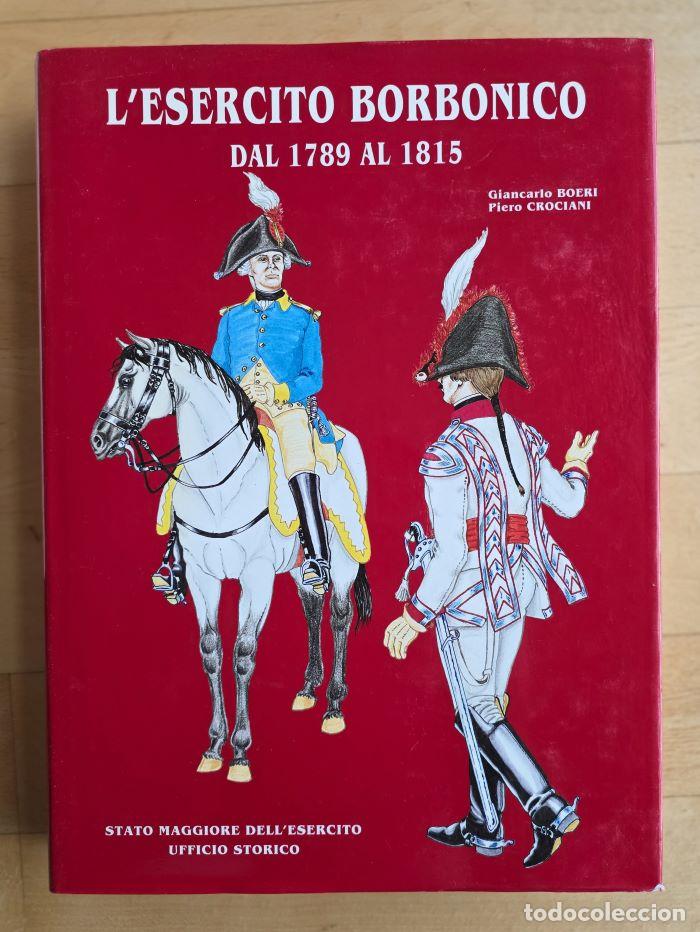 L'ESERCITO BORBONICO
DAL 1789 AL 1815
Giancarlo BOERI
Piero CROCIANI
STATO MAGGIORE DELL'ESERCITO
UFFICIO STORICO
todocoleccion